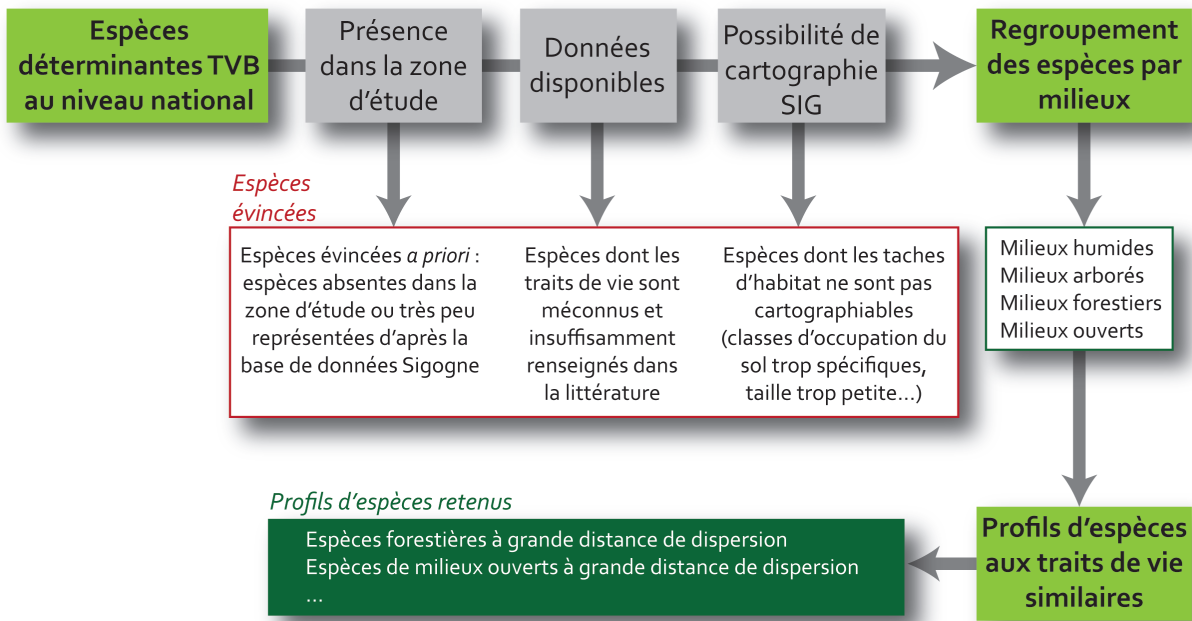 Espèces
déterminantes TVB
au niveau national
Présence
dans la zone
d’étude
Données
disponibles
Possibilité de
cartographie
SIG
Regroupement
des espèces par
milieux
Espèces
évincées
Espèces évincées a priori :
espèces absentes dans la
zone d’étude ou très peu
représentées d’après la
base de données Sigogne
Espèces dont les
traits de vie sont
méconnus et
insuffisamment
renseignés dans
la littérature
Espèces dont les taches
d’habitat ne sont pas
cartographiables
(classes d’occupation du
sol trop spécifiques,
taille trop petite...)
Milieux humides
Milieux arborés
Milieux forestiers
Milieux ouverts
Profils d’espèces retenus
Espèces forestières à grande distance de dispersion
Espèces de milieux ouverts à grande distance de dispersion
...
Profils d’espèces
aux traits de vie
similaires